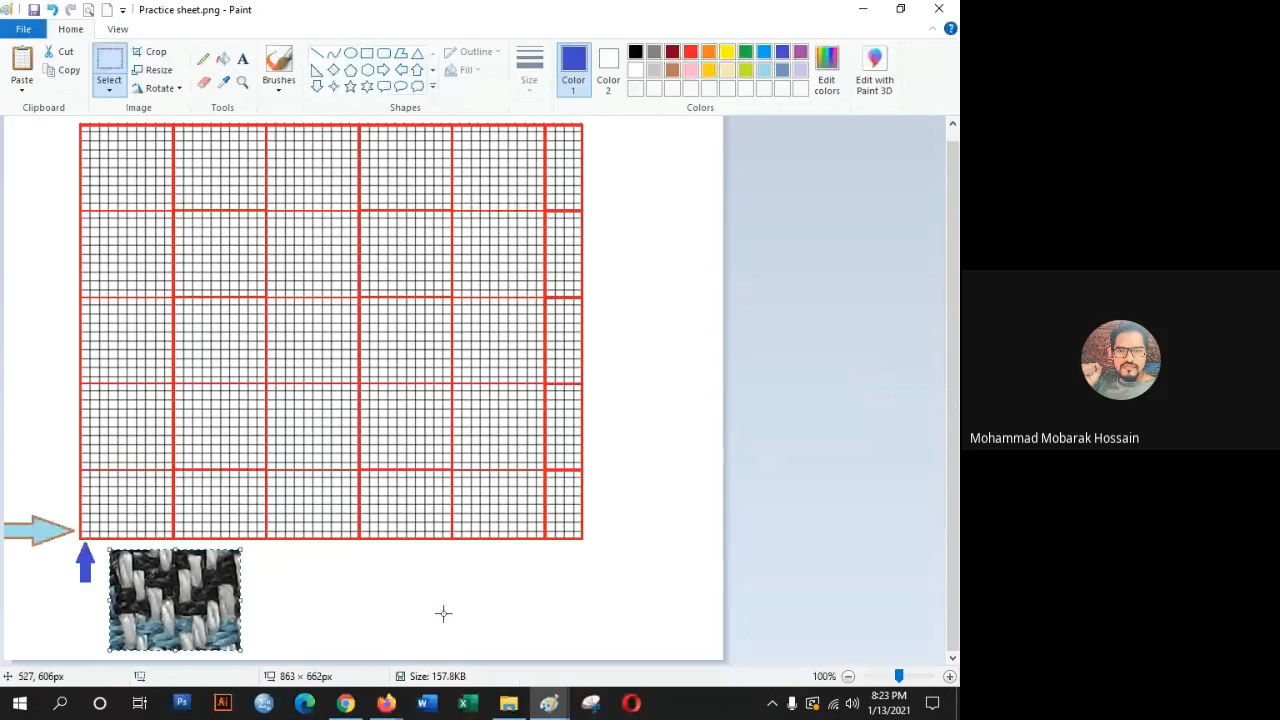 Practice sheet.png - Paint
File Home View
Paste
Cut
Copy
Clipboard
Select
Crop
Resize
Rotate
Image
A
Tools
Brushes
Outline
Fill
Shapes
Size
Color 1
Color 2
Edit colors
Colors
Edit with Paint 3D
Mohammad Mobarak Hossain
527, 606px
863 × 662px
Size: 157.8KB
100%
Ps
Ai
8:23 PM
1/13/2021